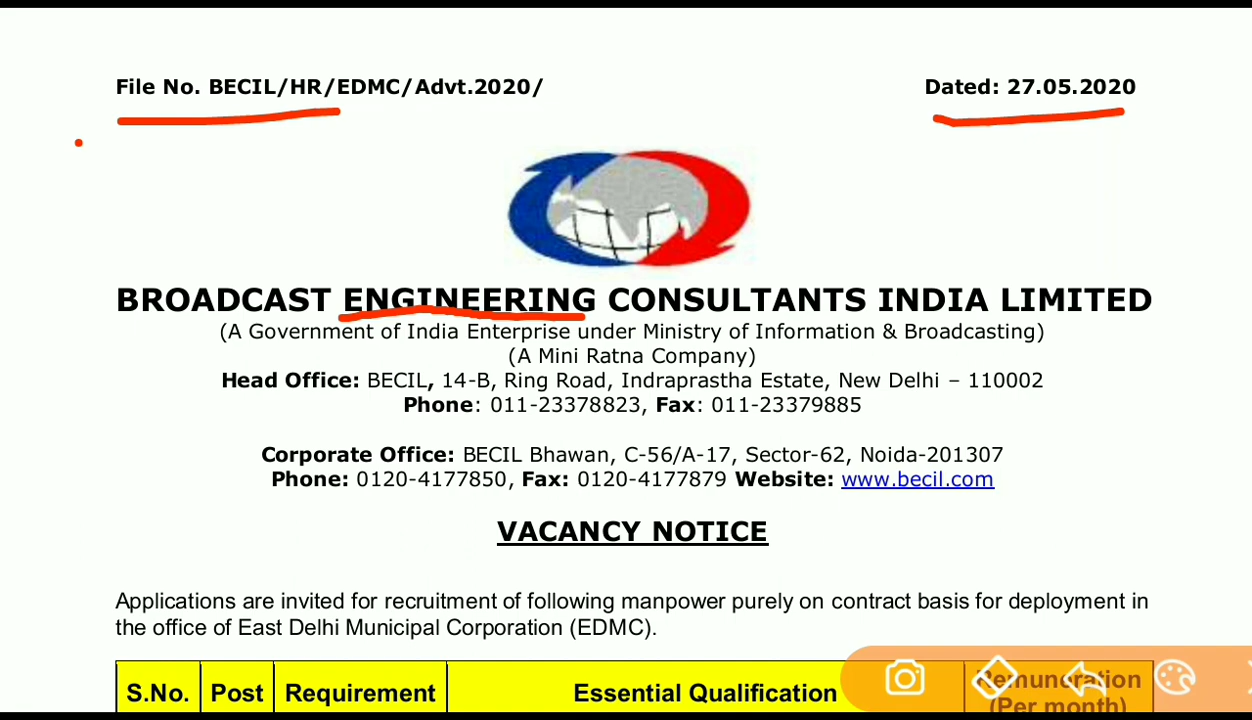 File No. BECIL/HR/EDMC/Advt.2020/ Dated: 27.05.2020
BROADCAST ENGINEERING CONSULTANTS INDIA LIMITED
(A Government of India Enterprise under Ministry of Information & Broadcasting)
(A Mini Ratna Company)
Head Office: BECIL, 14-B, Ring Road, Indraprastha Estate, New Delhi – 110002
Phone: 011-23378823, Fax: 011-23379885
Corporate Office: BECIL Bhawan, C-56/A-17, Sector-62, Noida-201307
Phone: 0120-4177850, Fax: 0120-4177879 Website: www.becil.com
VACANCY NOTICE
Applications are invited for recruitment of following manpower purely on contract basis for deployment in
the office of East Delhi Municipal Corporation (EDMC).
S.No. Post Requirement Essential Qualification Remuneration
(Per month)